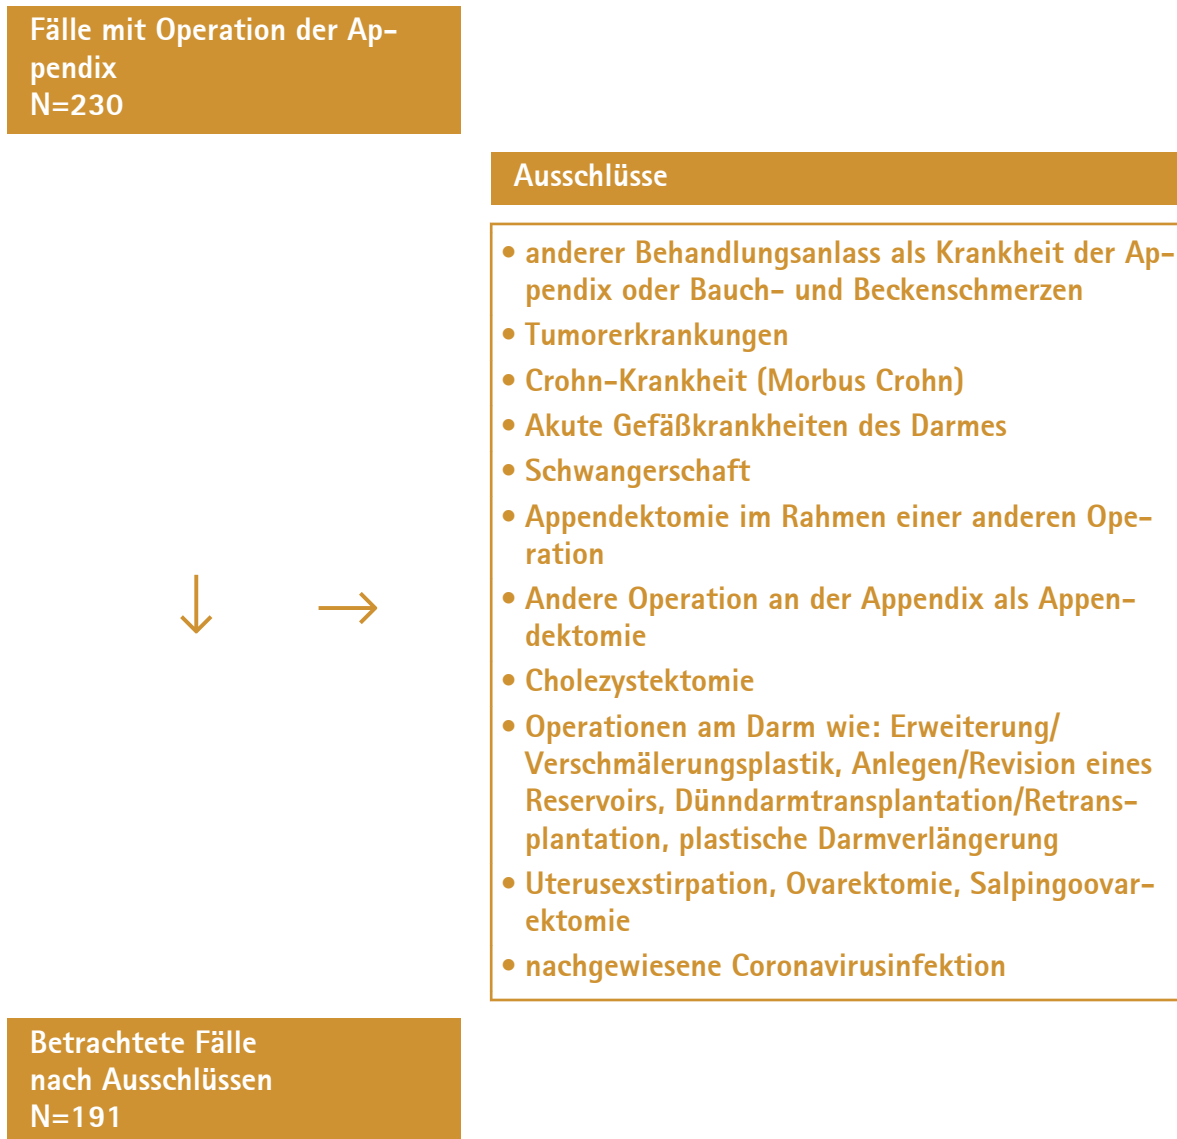 Fälle mit Operation der Ap-
pendix
N=230
Ausschlüsse
• anderer Behandlungsanlass als Krankheit der Ap-
pendix oder Bauch- und Beckenschmerzen
• Tumorerkrankungen
• Crohn-Krankheit (Morbus Crohn)
• Akute Gefäßkrankheiten des Darmes
• Schwangerschaft
• Appendektomie im Rahmen einer anderen Ope-
ration
• Andere Operation an der Appendix als Appen-
dektomie
• Cholezystektomie
• Operationen am Darm wie: Erweiterung/
Verschmälerungsplastik, Anlegen/Revision eines
Reservoirs, Dünndarmtransplantation/Retrans-
plantation, plastische Darmverlängerung
• Uterusexstirpation, Ovarektomie, Salpingoovar-
ektomie
• nachgewiesene Coronavirusinfektion
Betrachtete Fälle
nach Ausschlüssen
N=191